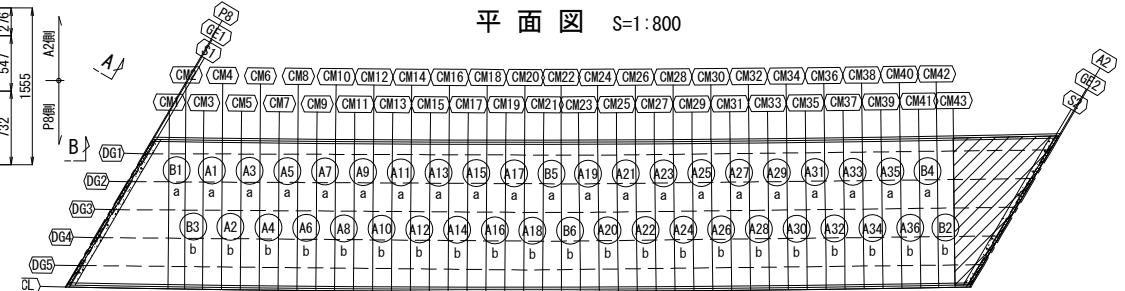 平面図 S=1:800
1276
547
732
1555
A2側
P8側
A
B
P8
GE1
S1
A2
GE2
CM2 CM4 CM6 CM8 CM10 CM12 CM14 CM16 CM18 CM20 CM22 CM24 CM26 CM28 CM30 CM32 CM34 CM36 CM38 CM40 CM42
CM1 CM3 CM5 CM7 CM9 CM11 CM13 CM15 CM17 CM19 CM21 CM23 CM25 CM27 CM29 CM31 CM33 CM35 CM37 CM39 CM41 CM43
DG1
DG2
DG3
DG4
DG5
CL
B1 A1 A3 A5 A7 A9 A11 A13 A15 A17 B5 A19 A21 A23 A25 A27 A29 A31 A33 A35 B4
a a a a a a a a a a a a a a a a a a a a a
B3 A2 A4 A6 A8 A10 A12 A14 A16 A18 B6 A20 A22 A24 A26 A28 A30 A32 A34 A36 B2
b b b b b b b b b b b b b b b b b b b b b